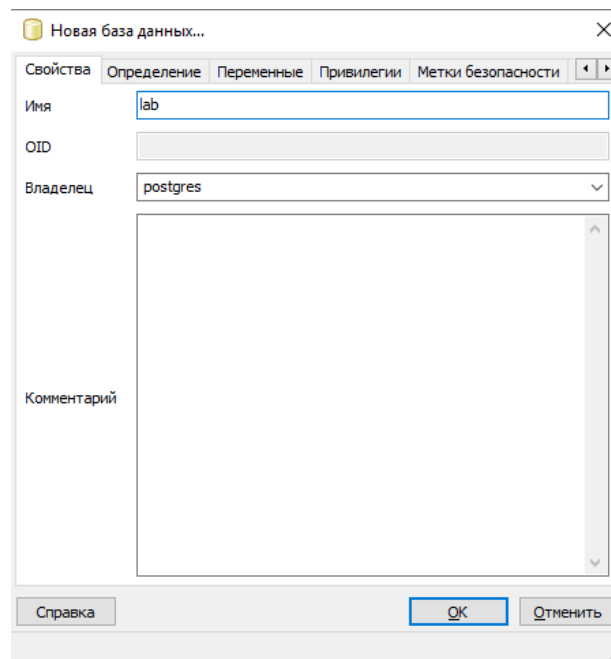 Новая база данных...
Свойства Определение Переменные Привилегии Метки безопасности
Имя lab
OID
Владелец postgres
Комментарий
Справка OK Отменить